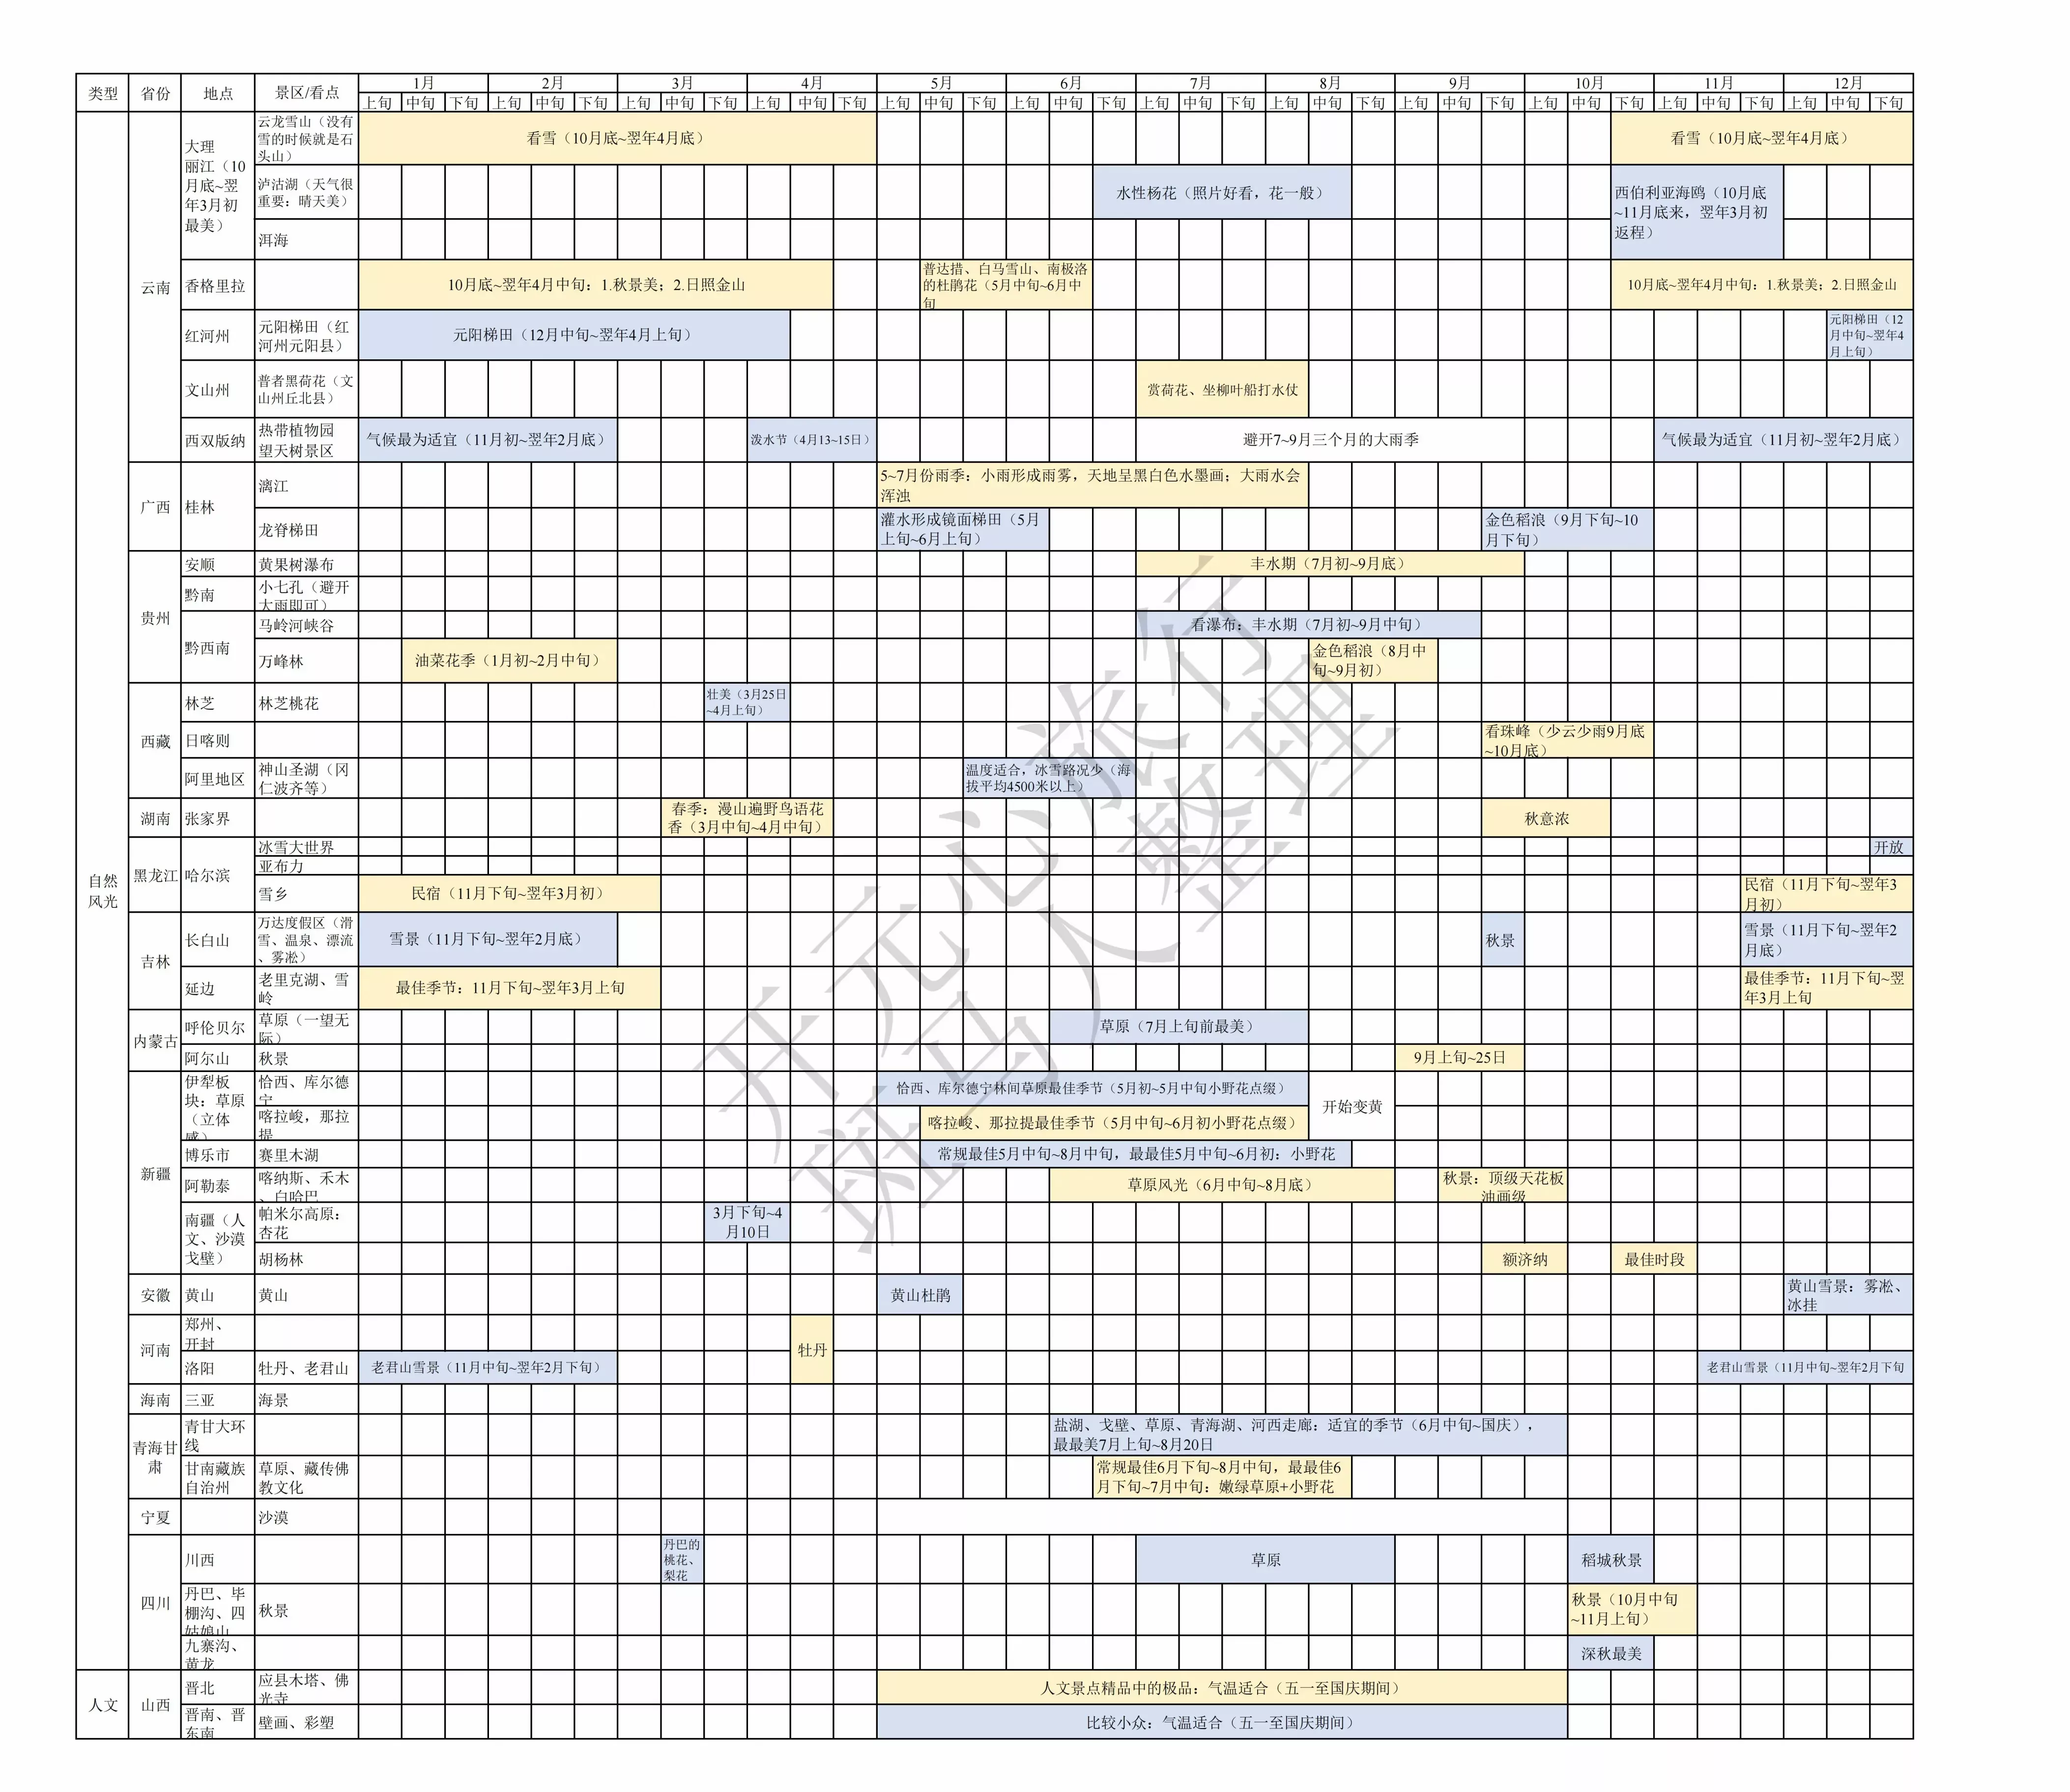 类型 省份 地点 景区/看点 1月 2月 3月 4月 5月 6月 7月 8月 9月 10月 11月 12月
上旬 中旬 下旬 上旬 中旬 下旬 上旬 中旬 下旬 上旬 中旬 下旬 上旬 中旬 下旬 上旬 中旬 下旬 上旬 中旬 下旬 上旬 中旬 下旬 上旬 中旬 下旬 上旬 中旬 下旬 上旬 中旬 下旬 上旬 中旬 下旬
自然
风光
云南
大理
丽江（10
月底~翌
年3月初
最美）
云龙雪山（没有
雪的时候就是石
头山）
看雪（10月底~翌年4月底）
看雪（10月底~翌年4月底）
泸沽湖（天气很
重要：晴天美）
水性杨花（照片好看，花一般）
西伯利亚海鸥（10月底
~11月底来，翌年3月初
返程）
洱海
香格里拉
10月底~翌年4月中旬：1.秋景美；2.日照金山
普达措、白马雪山、南极洛
的杜鹃花（5月中旬~6月中
旬
10月底~翌年4月中旬：1.秋景美；2.日照金山
红河州
元阳梯田（红
河州元阳县）
元阳梯田（12月中旬~翌年4月上旬）
元阳梯田（12
月中旬~翌年4
月上旬）
文山州
普者黑荷花（文
山州丘北县）
赏荷花、坐柳叶船打水仗
西双版纳
热带植物园
望天树景区
气候最为适宜（11月初~翌年2月底）
泼水节（4月13~15日）
避开7~9月三个月的大雨季
气候最为适宜（11月初~翌年2月底）
广西
桂林
漓江
5~7月份雨季：小雨形成雨雾，天地呈黑白色水墨画；大雨水会
浑浊
龙脊梯田
灌水形成镜面梯田（5月
上旬~6月上旬）
金色稻浪（9月下旬~10
月下旬）
贵州
安顺
黄果树瀑布
丰水期（7月初~9月底）
黔南
小七孔（避开
大雨即可）
黔西南
马岭河峡谷
看瀑布：丰水期（7月初~9月中旬）
万峰林
油菜花季（1月初~2月中旬）
金色稻浪（8月中
旬~9月初）
西藏
林芝
林芝桃花
壮美（3月25日
~4月上旬）
日喀则
看珠峰（少云少雨9月底
~10月底）
阿里地区
神山圣湖（冈
仁波齐等）
温度适合，冰雪路况少（海
拔平均4500米以上）
湖南
张家界
春季：漫山遍野鸟语花
香（3月中旬~4月中旬）
秋意浓
黑龙江
哈尔滨
冰雪大世界
开放
亚布力
雪乡
民宿（11月下旬~翌年3月初）
民宿（11月下旬~翌年3
月初）
吉林
长白山
万达度假区（滑
雪、温泉、漂流
、雾凇）
雪景（11月下旬~翌年2月底）
秋景
雪景（11月下旬~翌年2
月底）
延边
老里克湖、雪
岭
最佳季节：11月下旬~翌年3月上旬
最佳季节：11月下旬~翌
年3月上旬
内蒙古
呼伦贝尔
草原（一望无
际）
草原（7月上旬前最美）
阿尔山
秋景
9月上旬~25日
新疆
伊犁板
块：草原
（立体
感）
恰西、库尔德
宁
恰西、库尔德宁林间草原最佳季节（5月初~5月中旬小野花点缀）
开始变黄
喀拉峻，那拉
提
喀拉峻、那拉提最佳季节（5月中旬~6月初小野花点缀）
博乐市
赛里木湖
常规最佳5月中旬~8月中旬，最最佳5月中旬~6月初：小野花
阿勒泰
喀纳斯、禾木
、白哈巴
草原风光（6月中旬~8月底）
秋景：顶级天花板
油画级
南疆（人
文、沙漠
戈壁）
帕米尔高原：
杏花
3月下旬~4
月10日
胡杨林
额济纳
最佳时段
安徽
黄山
黄山
黄山杜鹃
黄山雪景：雾凇、
冰挂
河南
郑州、
开封
牡丹
洛阳
牡丹、老君山
老君山雪景（11月中旬~翌年2月下旬）
老君山雪景（11月中旬~翌年2月下旬
海南
三亚
海景
青海甘
肃
青甘大环
线
盐湖、戈壁、草原、青海湖、河西走廊：适宜的季节（6月中旬~国庆），
最最美7月上旬~8月20日
甘南藏族
自治州
草原、藏传佛
教文化
常规最佳6月下旬~8月中旬，最最佳6
月下旬~7月中旬：嫩绿草原+小野花
宁夏
沙漠
四川
川西
丹巴的
桃花、
梨花
草原
稻城秋景
丹巴、毕
棚沟、四
姑娘山
秋景
秋景（10月中旬
~11月上旬）
九寨沟、
黄龙
深秋最美
人文
山西
晋北
应县木塔、佛
光寺
人文景点精品中的极品：气温适合（五一至国庆期间）
晋南、晋
东南
壁画、彩塑
比较小众：气温适合（五一至国庆期间）
开元心旅行
斑马人整理